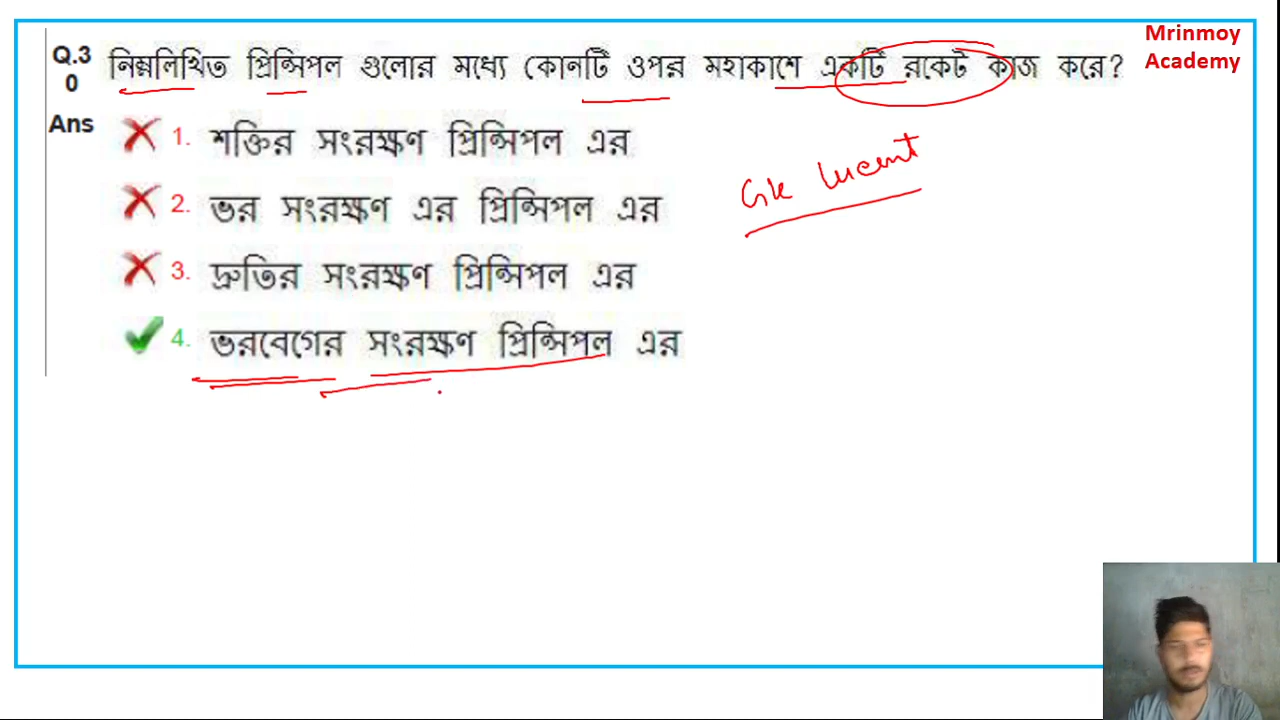 Mrinmoy
Academy
Q.3
0
নিম্নলিখিত প্রিন্সিপল গুলোর মধ্যে কোনটি ওপর মহাকাশে একটি রকেট কাজ করে?
Ans
1. শক্তির সংরক্ষণ প্রিন্সিপল এর
2. ভর সংরক্ষণ এর প্রিন্সিপল এর
3. দ্রুতির সংরক্ষণ প্রিন্সিপল এর
4. ভরবেগের সংরক্ষণ প্রিন্সিপল এর
Gk lucent